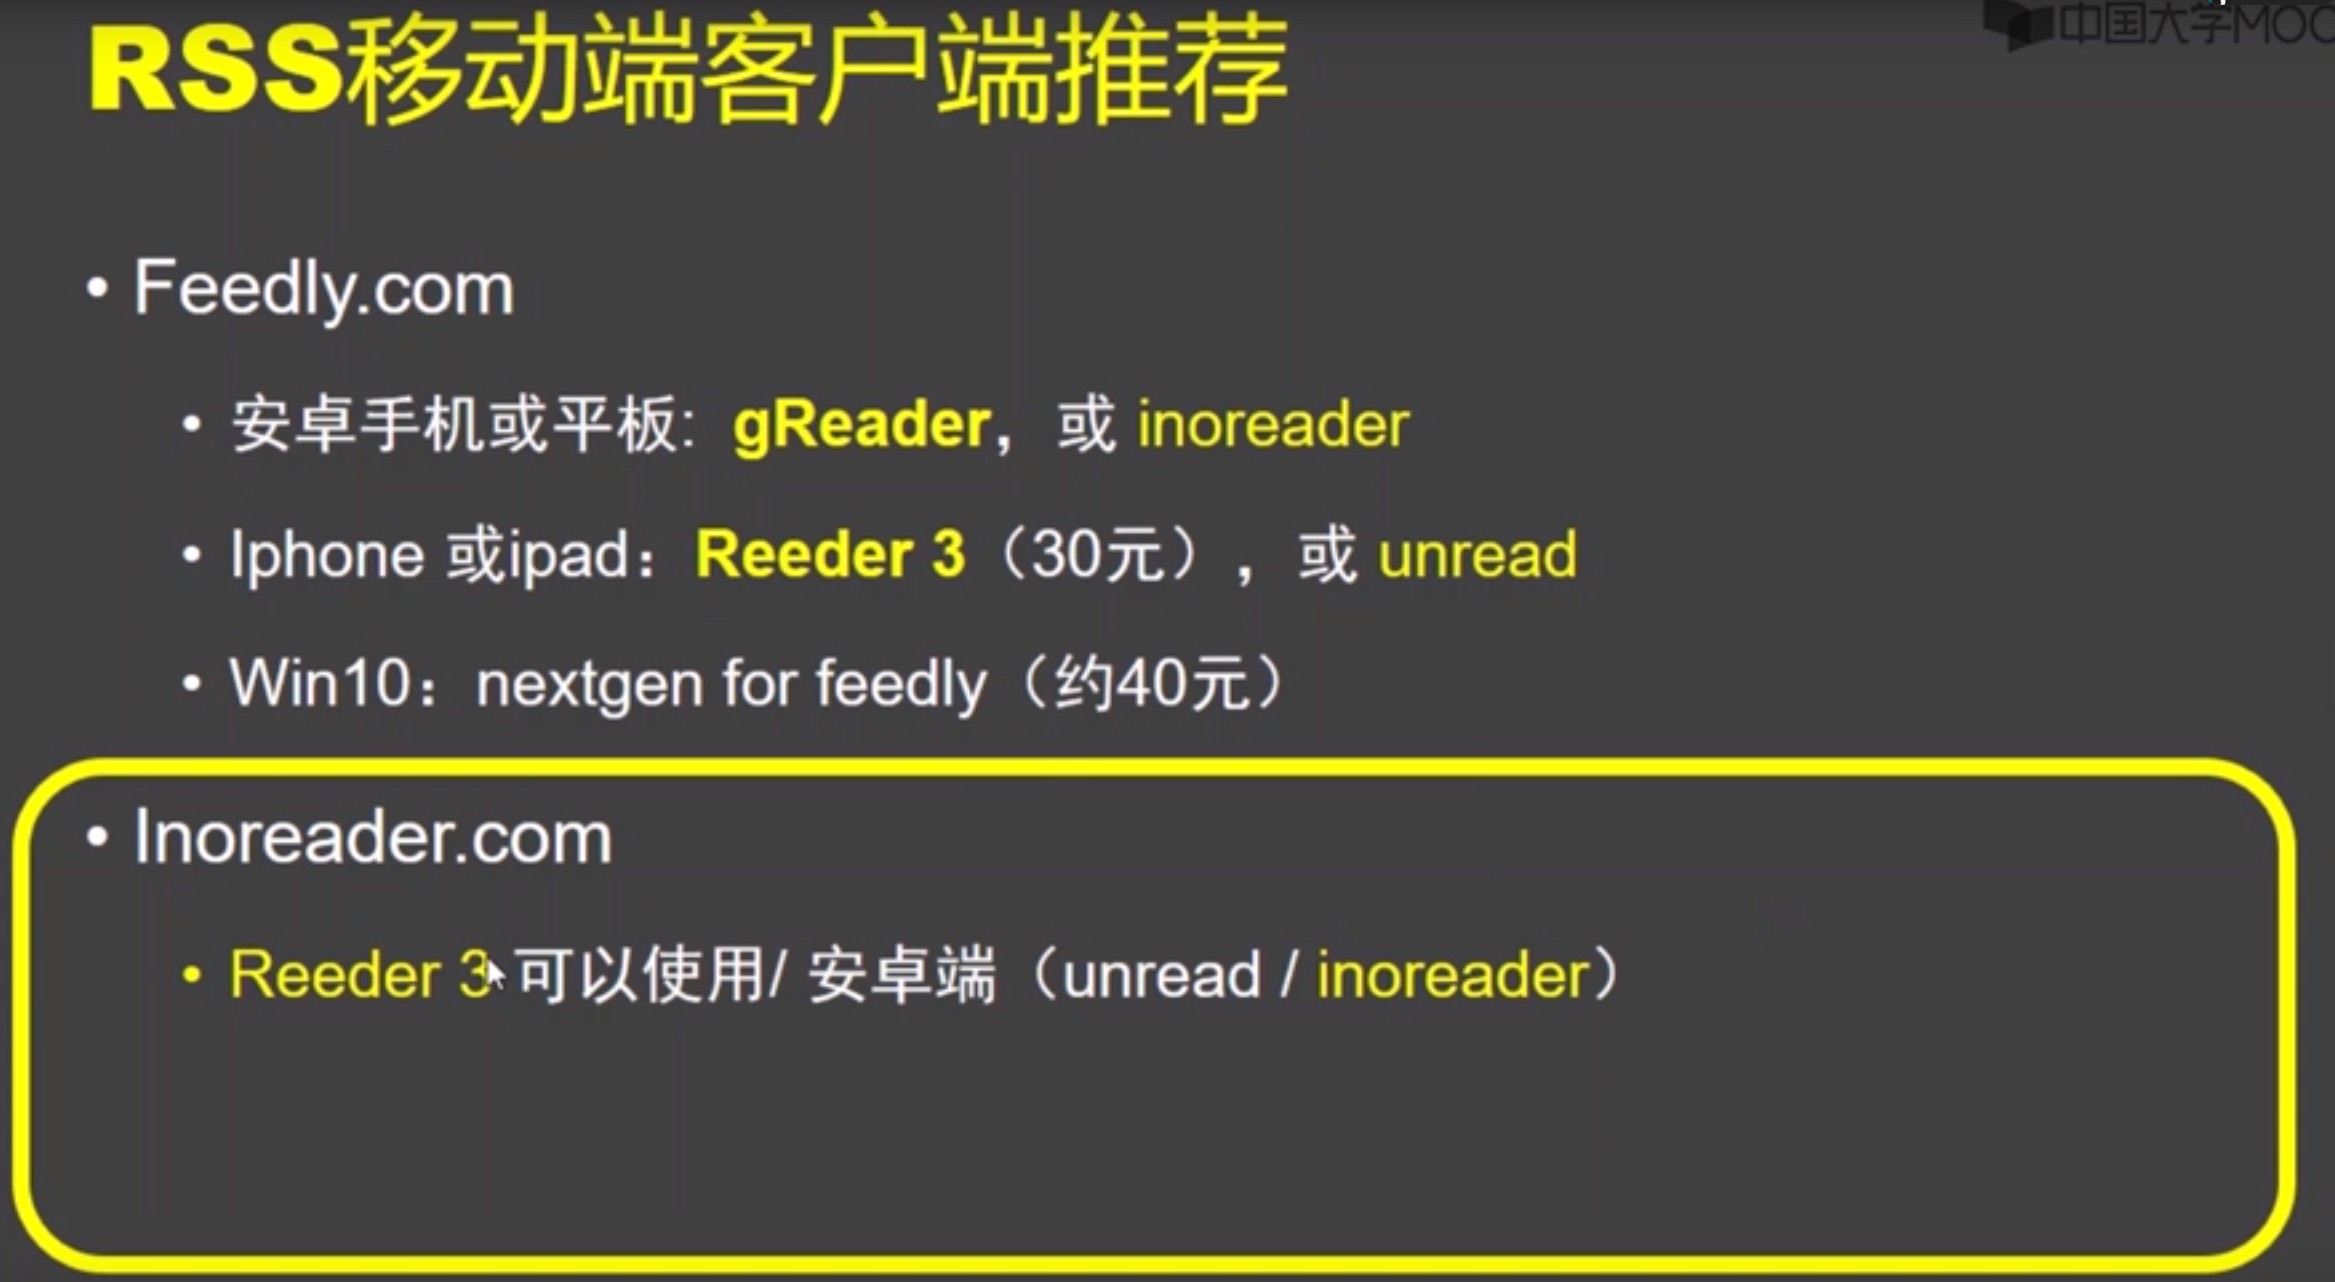 中国大学MOO
RSS移动端客户端推荐
• Feedly.com
• 安卓手机或平板: gReader，或 inoreader
• Iphone 或ipad：Reeder 3（30元），或 unread
• Win10：nextgen for feedly（约40元）
• Inoreader.com
• Reeder 3 可以使用/ 安卓端（unread / inoreader）